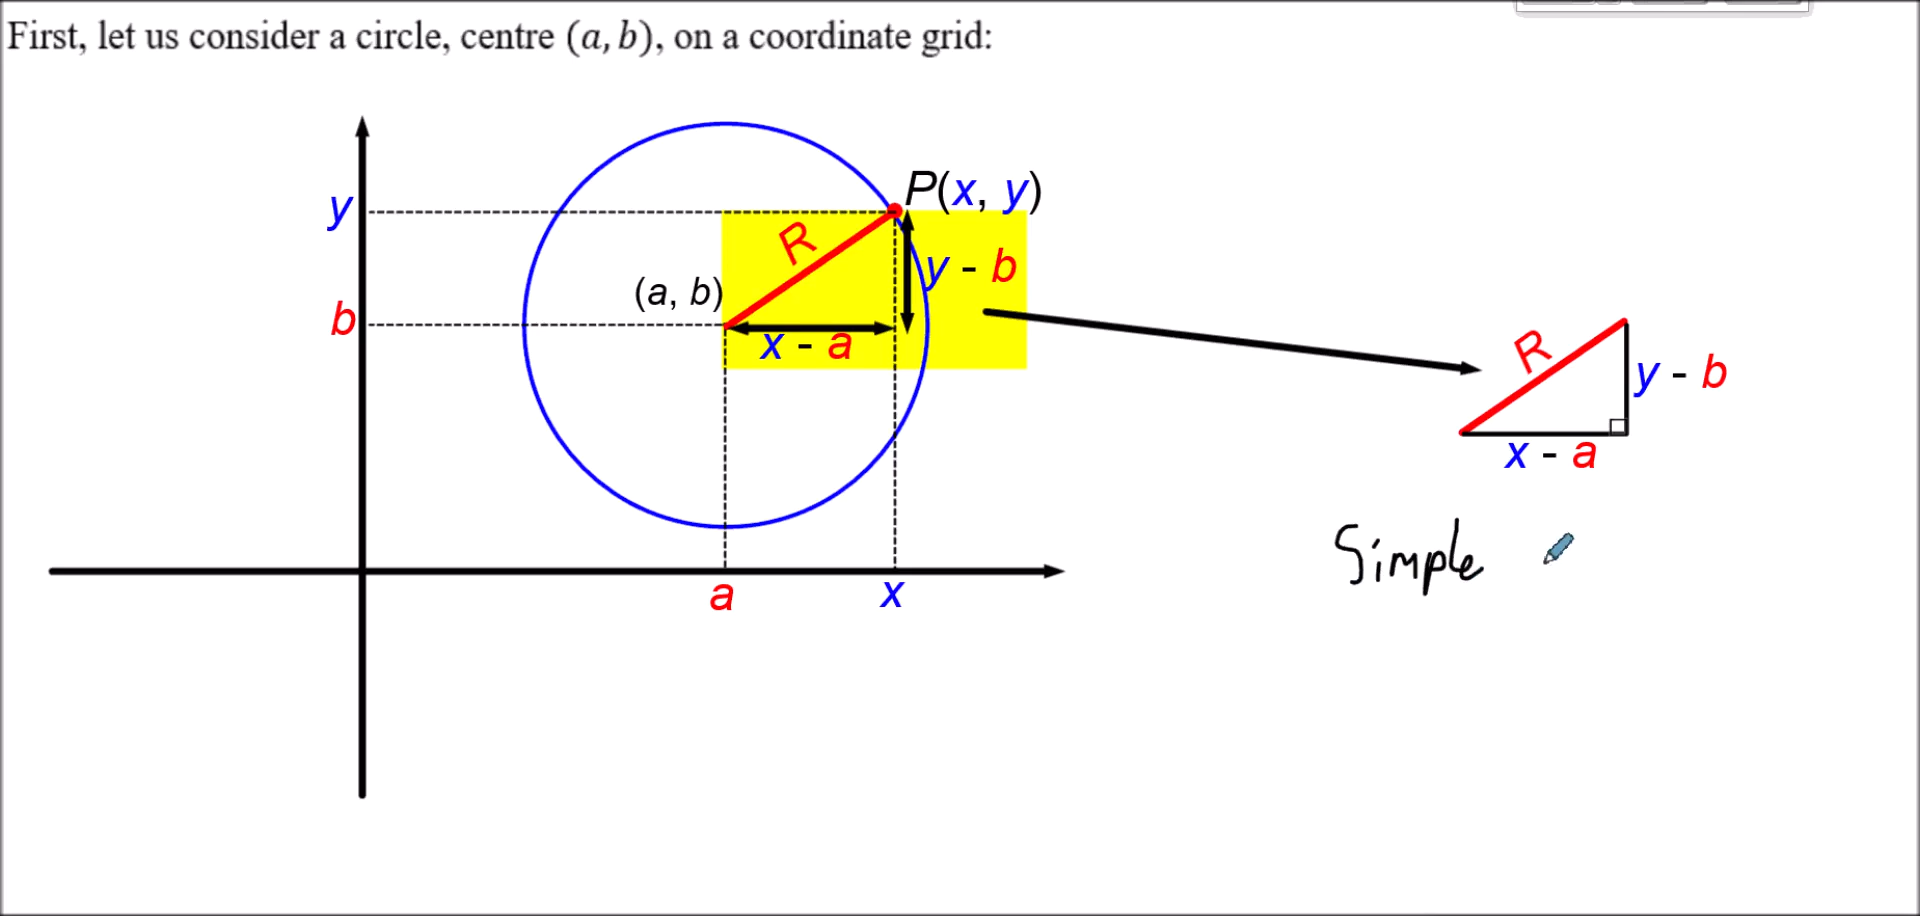 First, let us consider a circle, centre (a, b), on a coordinate grid:
P(x, y)
y
R
y - b
(a, b)
b
x - a
R
y - b
x - a
Simple
a
x